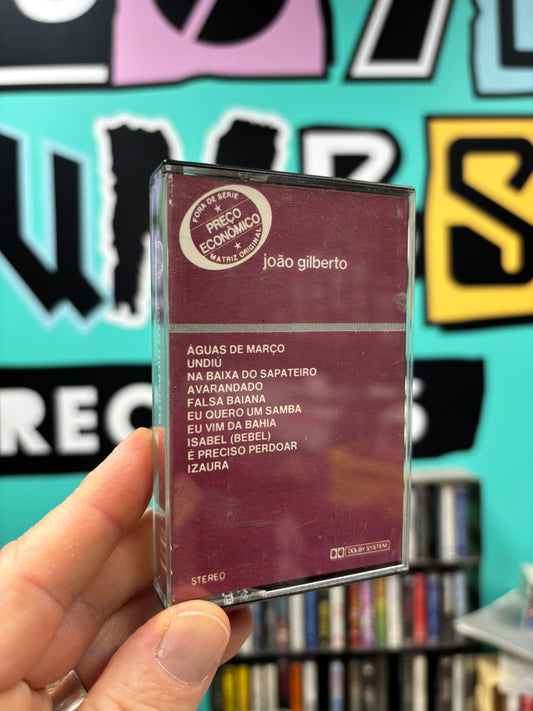 FORA DE SÉRIE
PREÇO
ECONÔMICO
MATRIZ ORIGINAL
joão gilberto
ÁGUAS DE MARÇO
UNDIÚ
NA BAIXA DO SAPATEIRO
AVARANDADO
FALSA BAIANA
EU QUERO UM SAMBA
EU VIM DA BAHIA
ISABEL (BEBEL)
É PRECISO PERDOAR
IZAURA
DOLBY SYSTEM
STEREO